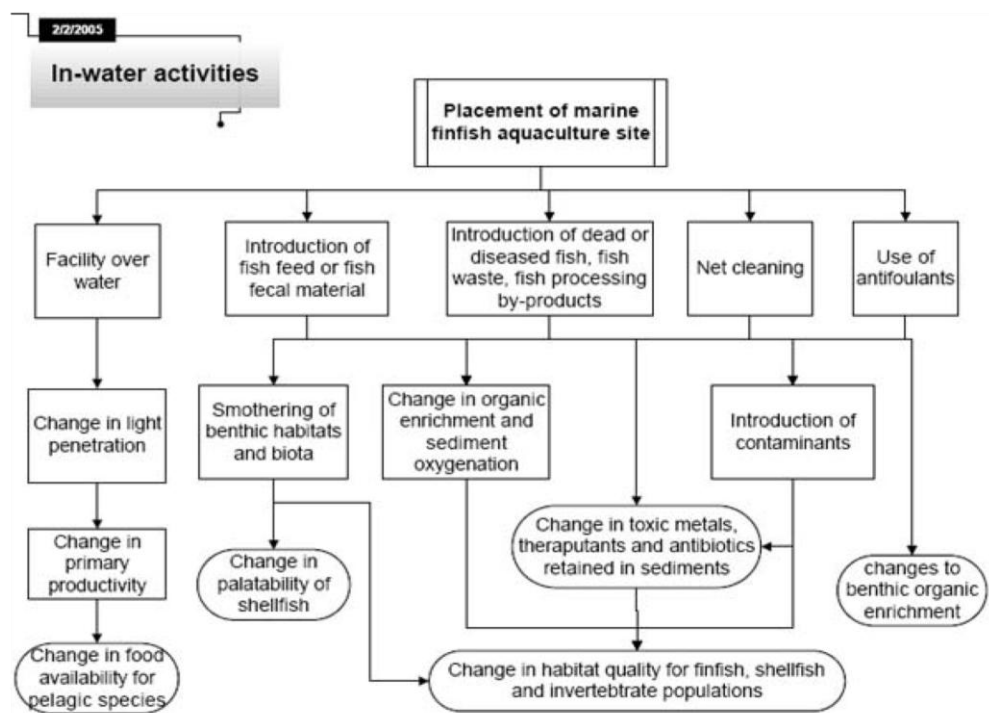 2/2/2005
In-water activities
Placement of marine
finfish aquaculture site
Facility over
water
Introduction of
fish feed or fish
fecal material
Introduction of dead or
diseased fish, fish
waste, fish processing
by-products
Net cleaning
Use of
antifoulants
Change in light
penetration
Smothering of
benthic habitats
and biota
Change in organic
enrichment and
sediment
oxygenation
Introduction of
contaminants
Change in
primary
productivity
Change in
palatability of
shellfish
Change in toxic metals,
theraputants and antibiotics
retained in sediments
changes to
benthic organic
enrichment
Change in food
availability for
pelagic species
Change in habitat quality for finfish, shellfish
and invertebrate populations